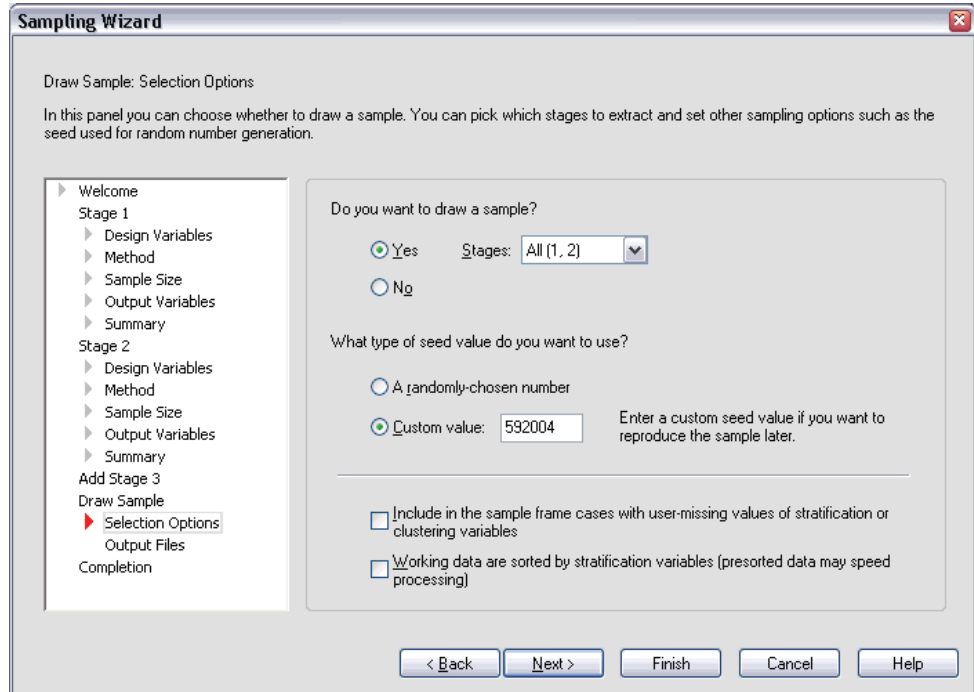 Sampling Wizard
Draw Sample: Selection Options
In this panel you can choose whether to draw a sample. You can pick which stages to extract and set other sampling options such as the
seed used for random number generation.
Welcome
Stage 1
Design Variables
Method
Sample Size
Output Variables
Summary
Stage 2
Design Variables
Method
Sample Size
Output Variables
Summary
Add Stage 3
Draw Sample
Selection Options
Output Files
Completion
Do you want to draw a sample?
Yes Stages: All (1, 2)
No
What type of seed value do you want to use?
A randomly-chosen number
Custom value: 592004
Enter a custom seed value if you want to
reproduce the sample later.
Include in the sample frame cases with user-missing values of stratification or
clustering variables
Working data are sorted by stratification variables (presorted data may speed
processing)
< Back Next > Finish Cancel Help